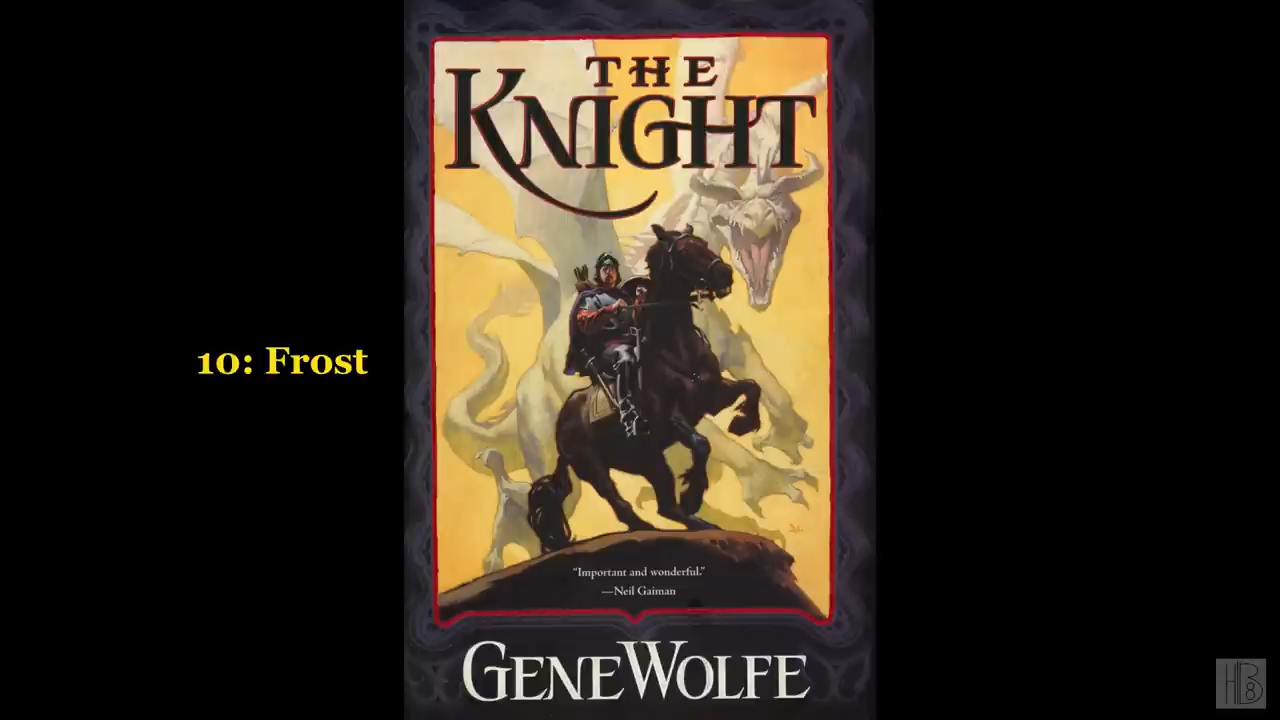 THE
KNIGHT
10: Frost
"Important and wonderful."
—Neil Gaiman
GENE WOLFE